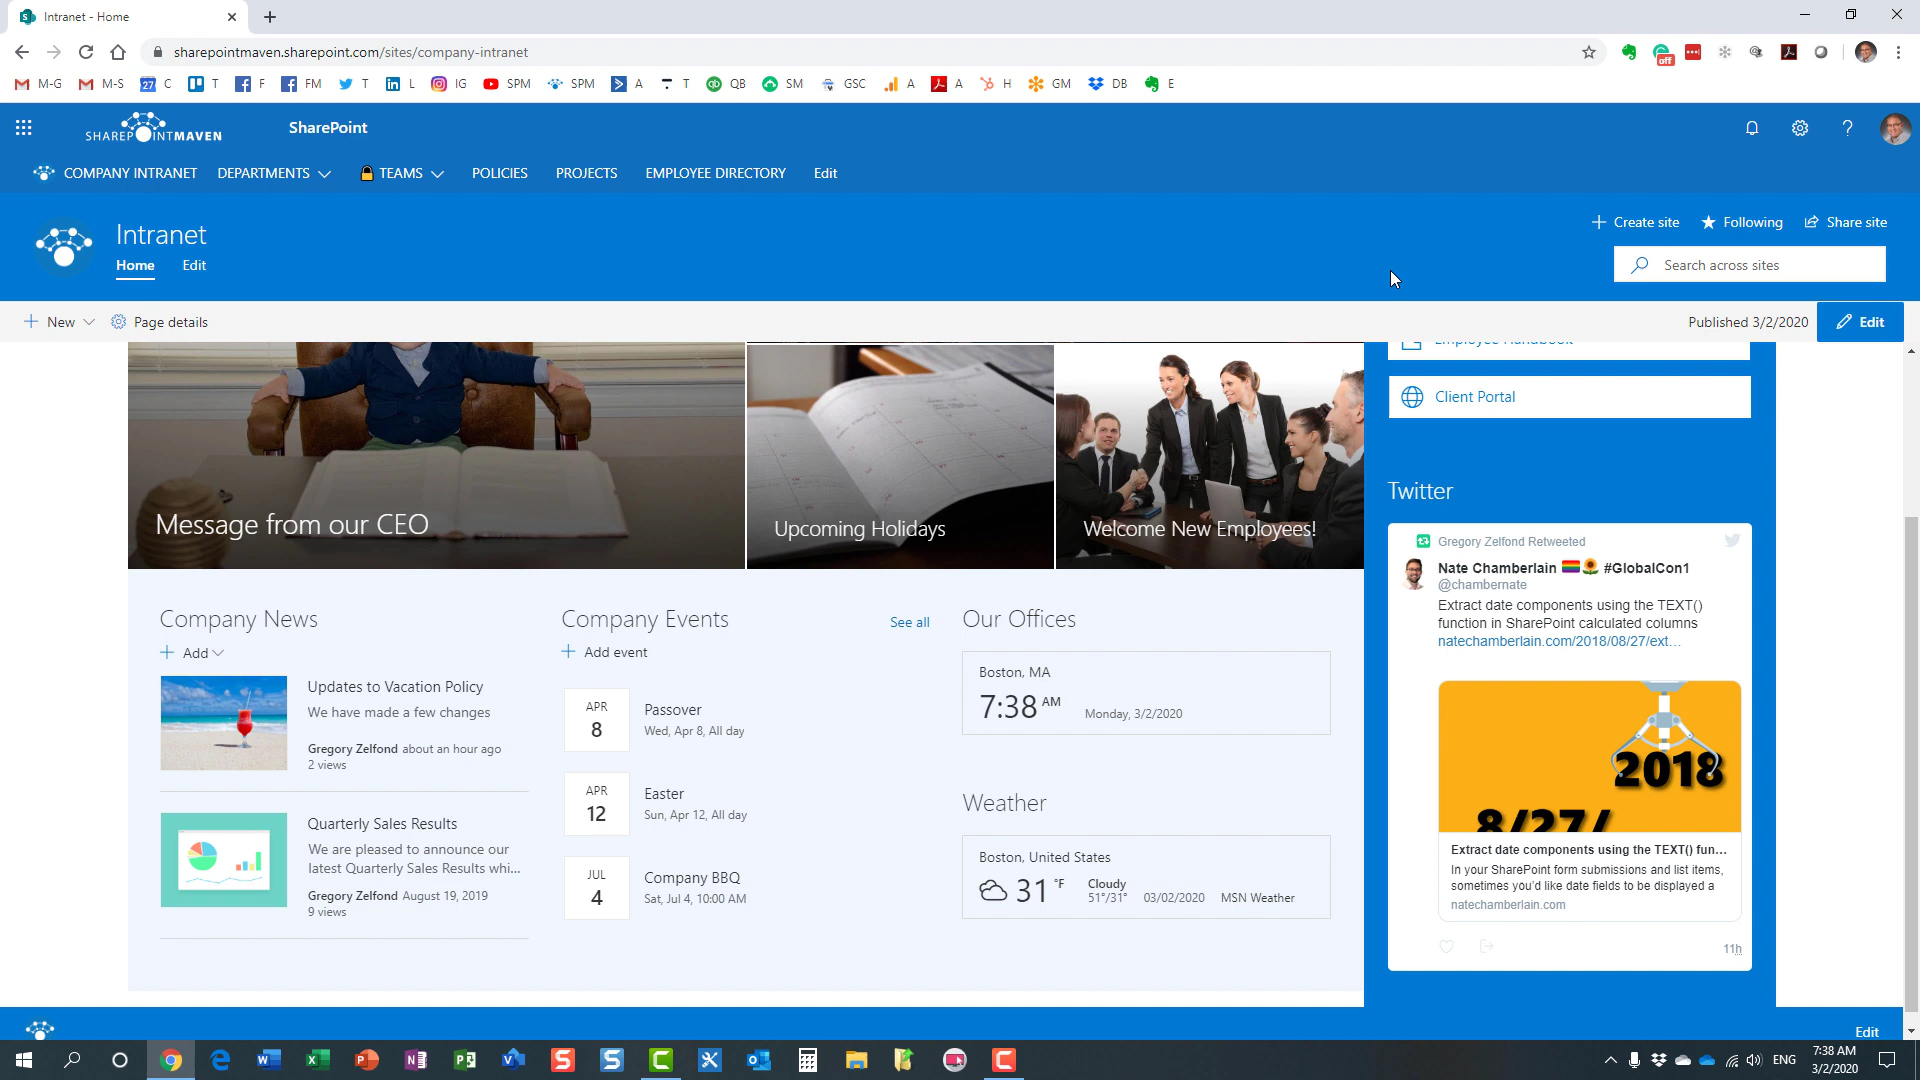 Intranet - Home
sharepointmaven.sharepoint.com/sites/company-intranet
off
M-G
M-S
27
C
T
F
FM
T
L
IG
SPM
SPM
A
T
QB
SM
GSC
A
A
H
GM
DB
E
SHAREPOINTMAVEN
SharePoint
COMPANY INTRANET
DEPARTMENTS
TEAMS
POLICIES
PROJECTS
EMPLOYEE DIRECTORY
Edit
Intranet
Home
Edit
Create site
Following
Share site
Search across sites
New
Page details
Published 3/2/2020
Edit
Employee Handbook
Client Portal
Message from our CEO
Upcoming Holidays
Welcome New Employees!
Twitter
Gregory Zelfond Retweeted
Nate Chamberlain #GlobalCon1
@chambernate
Extract date components using the TEXT()
function in SharePoint calculated columns
natechamberlain.com/2018/08/27/ext…
2018
8/27/
Extract date components using the TEXT() fun...
In your SharePoint form submissions and list items,
sometimes you'd like date fields to be displayed a
natechamberlain.com
11h
Company News
Add
Updates to Vacation Policy
We have made a few changes
Gregory Zelfond about an hour ago
2 views
Quarterly Sales Results
We are pleased to announce our
latest Quarterly Sales Results whi...
Gregory Zelfond August 19, 2019
9 views
Company Events
See all
Add event
APR
8
Passover
Wed, Apr 8, All day
APR
12
Easter
Sun, Apr 12, All day
JUL
4
Company BBQ
Sat, Jul 4, 10:00 AM
Our Offices
Boston, MA
7:38 AM
Monday, 3/2/2020
Weather
Boston, United States
31 °F
Cloudy
51°/31°
03/02/2020
MSN Weather
Edit
ENG
7:38 AM
3/2/2020